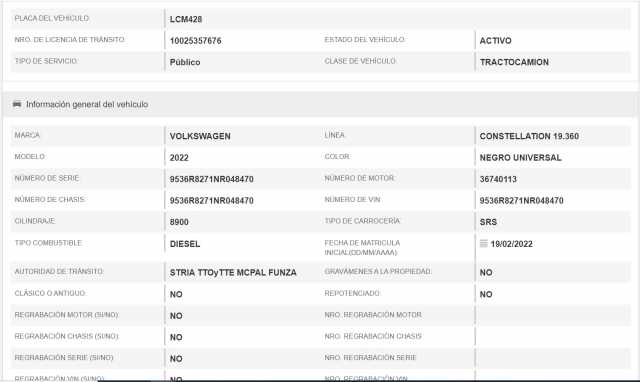 PLACA DEL VEHÍCULO: LCM428
NRO. DE LICENCIA DE TRÁNSITO: 10025357676 ESTADO DEL VEHÍCULO: ACTIVO
TIPO DE SERVICIO: Público CLASE DE VEHÍCULO: TRACTOCAMION
Información general del vehículo
MARCA: VOLKSWAGEN LÍNEA: CONSTELLATION 19.360
MODELO: 2022 COLOR: NEGRO UNIVERSAL
NÚMERO DE SERIE: 9536R8271NR048470 NÚMERO DE MOTOR: 36740113
NÚMERO DE CHASIS: 9536R8271NR048470 NÚMERO DE VIN: 9536R8271NR048470
CILINDRAJE: 8900 TIPO DE CARROCERÍA: SRS
TIPO COMBUSTIBLE: DIESEL FECHA DE MATRICULA INICIAL(DD/MM/AAAA): 19/02/2022
AUTORIDAD DE TRÁNSITO: STRIA TTOyTTE MCPAL FUNZA GRAVÁMENES A LA PROPIEDAD: NO
CLÁSICO O ANTIGUO: NO REPOTENCIADO: NO
REGRABACIÓN MOTOR (SI/NO): NO NRO. REGRABACIÓN MOTOR
REGRABACIÓN CHASIS (SI/NO): NO NRO. REGRABACIÓN CHASIS
REGRABACIÓN SERIE (SI/NO): NO NRO. REGRABACIÓN SERIE
REGRABACIÓN VIN (SI/NO): NO NRO. REGRABACIÓN VIN